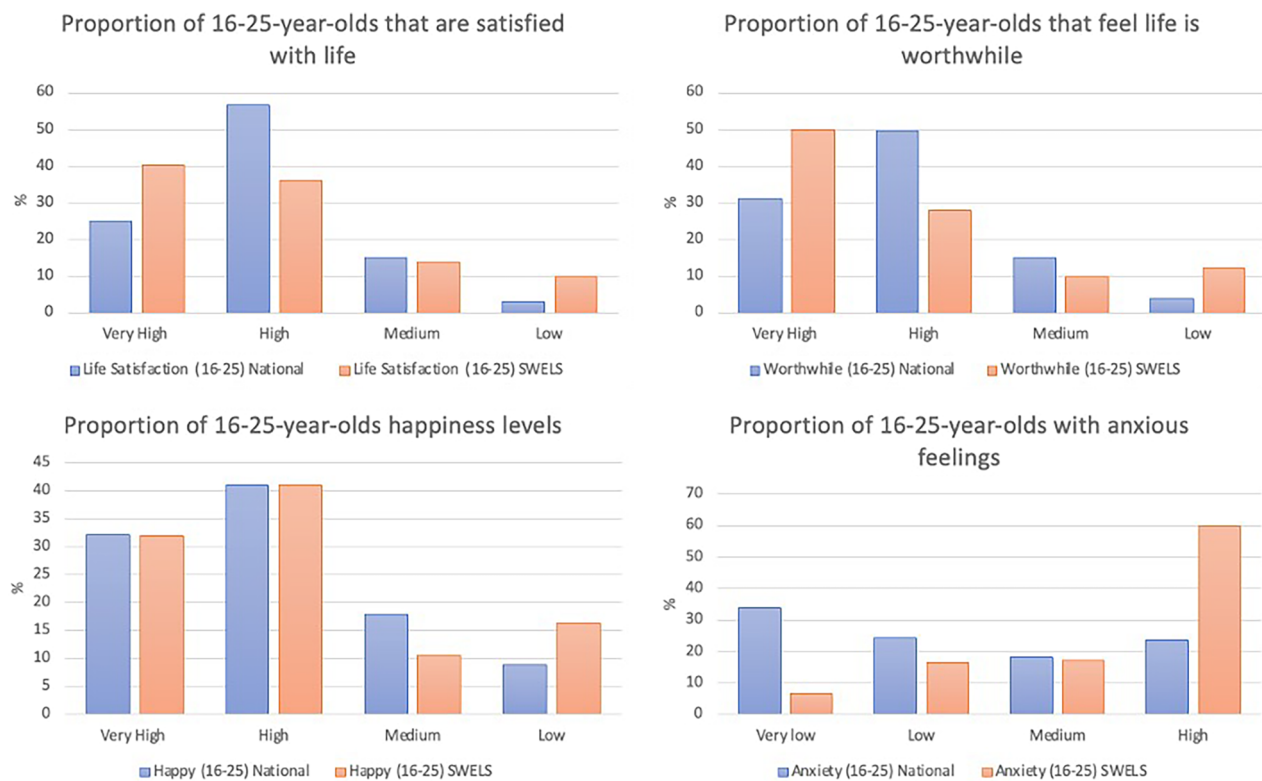 Proportion of 16-25-year-olds that are satisfied
with life
%
60
50
40
30
20
10
0
Very High
High
Medium
Low
Life Satisfaction (16-25) National
Life Satisfaction (16-25) SWELS
Proportion of 16-25-year-olds that feel life is
worthwhile
%
60
50
40
30
20
10
0
Very High
High
Medium
Low
Worthwhile (16-25) National
Worthwhile (16-25) SWELS
Proportion of 16-25-year-olds happiness levels
%
45
40
35
30
25
20
15
10
5
0
Very High
High
Medium
Low
Happy (16-25) National
Happy (16-25) SWELS
Proportion of 16-25-year-olds with anxious
feelings
%
70
60
50
40
30
20
10
0
Very low
Low
Medium
High
Anxiety (16-25) National
Anxiety (16-25) SWELS